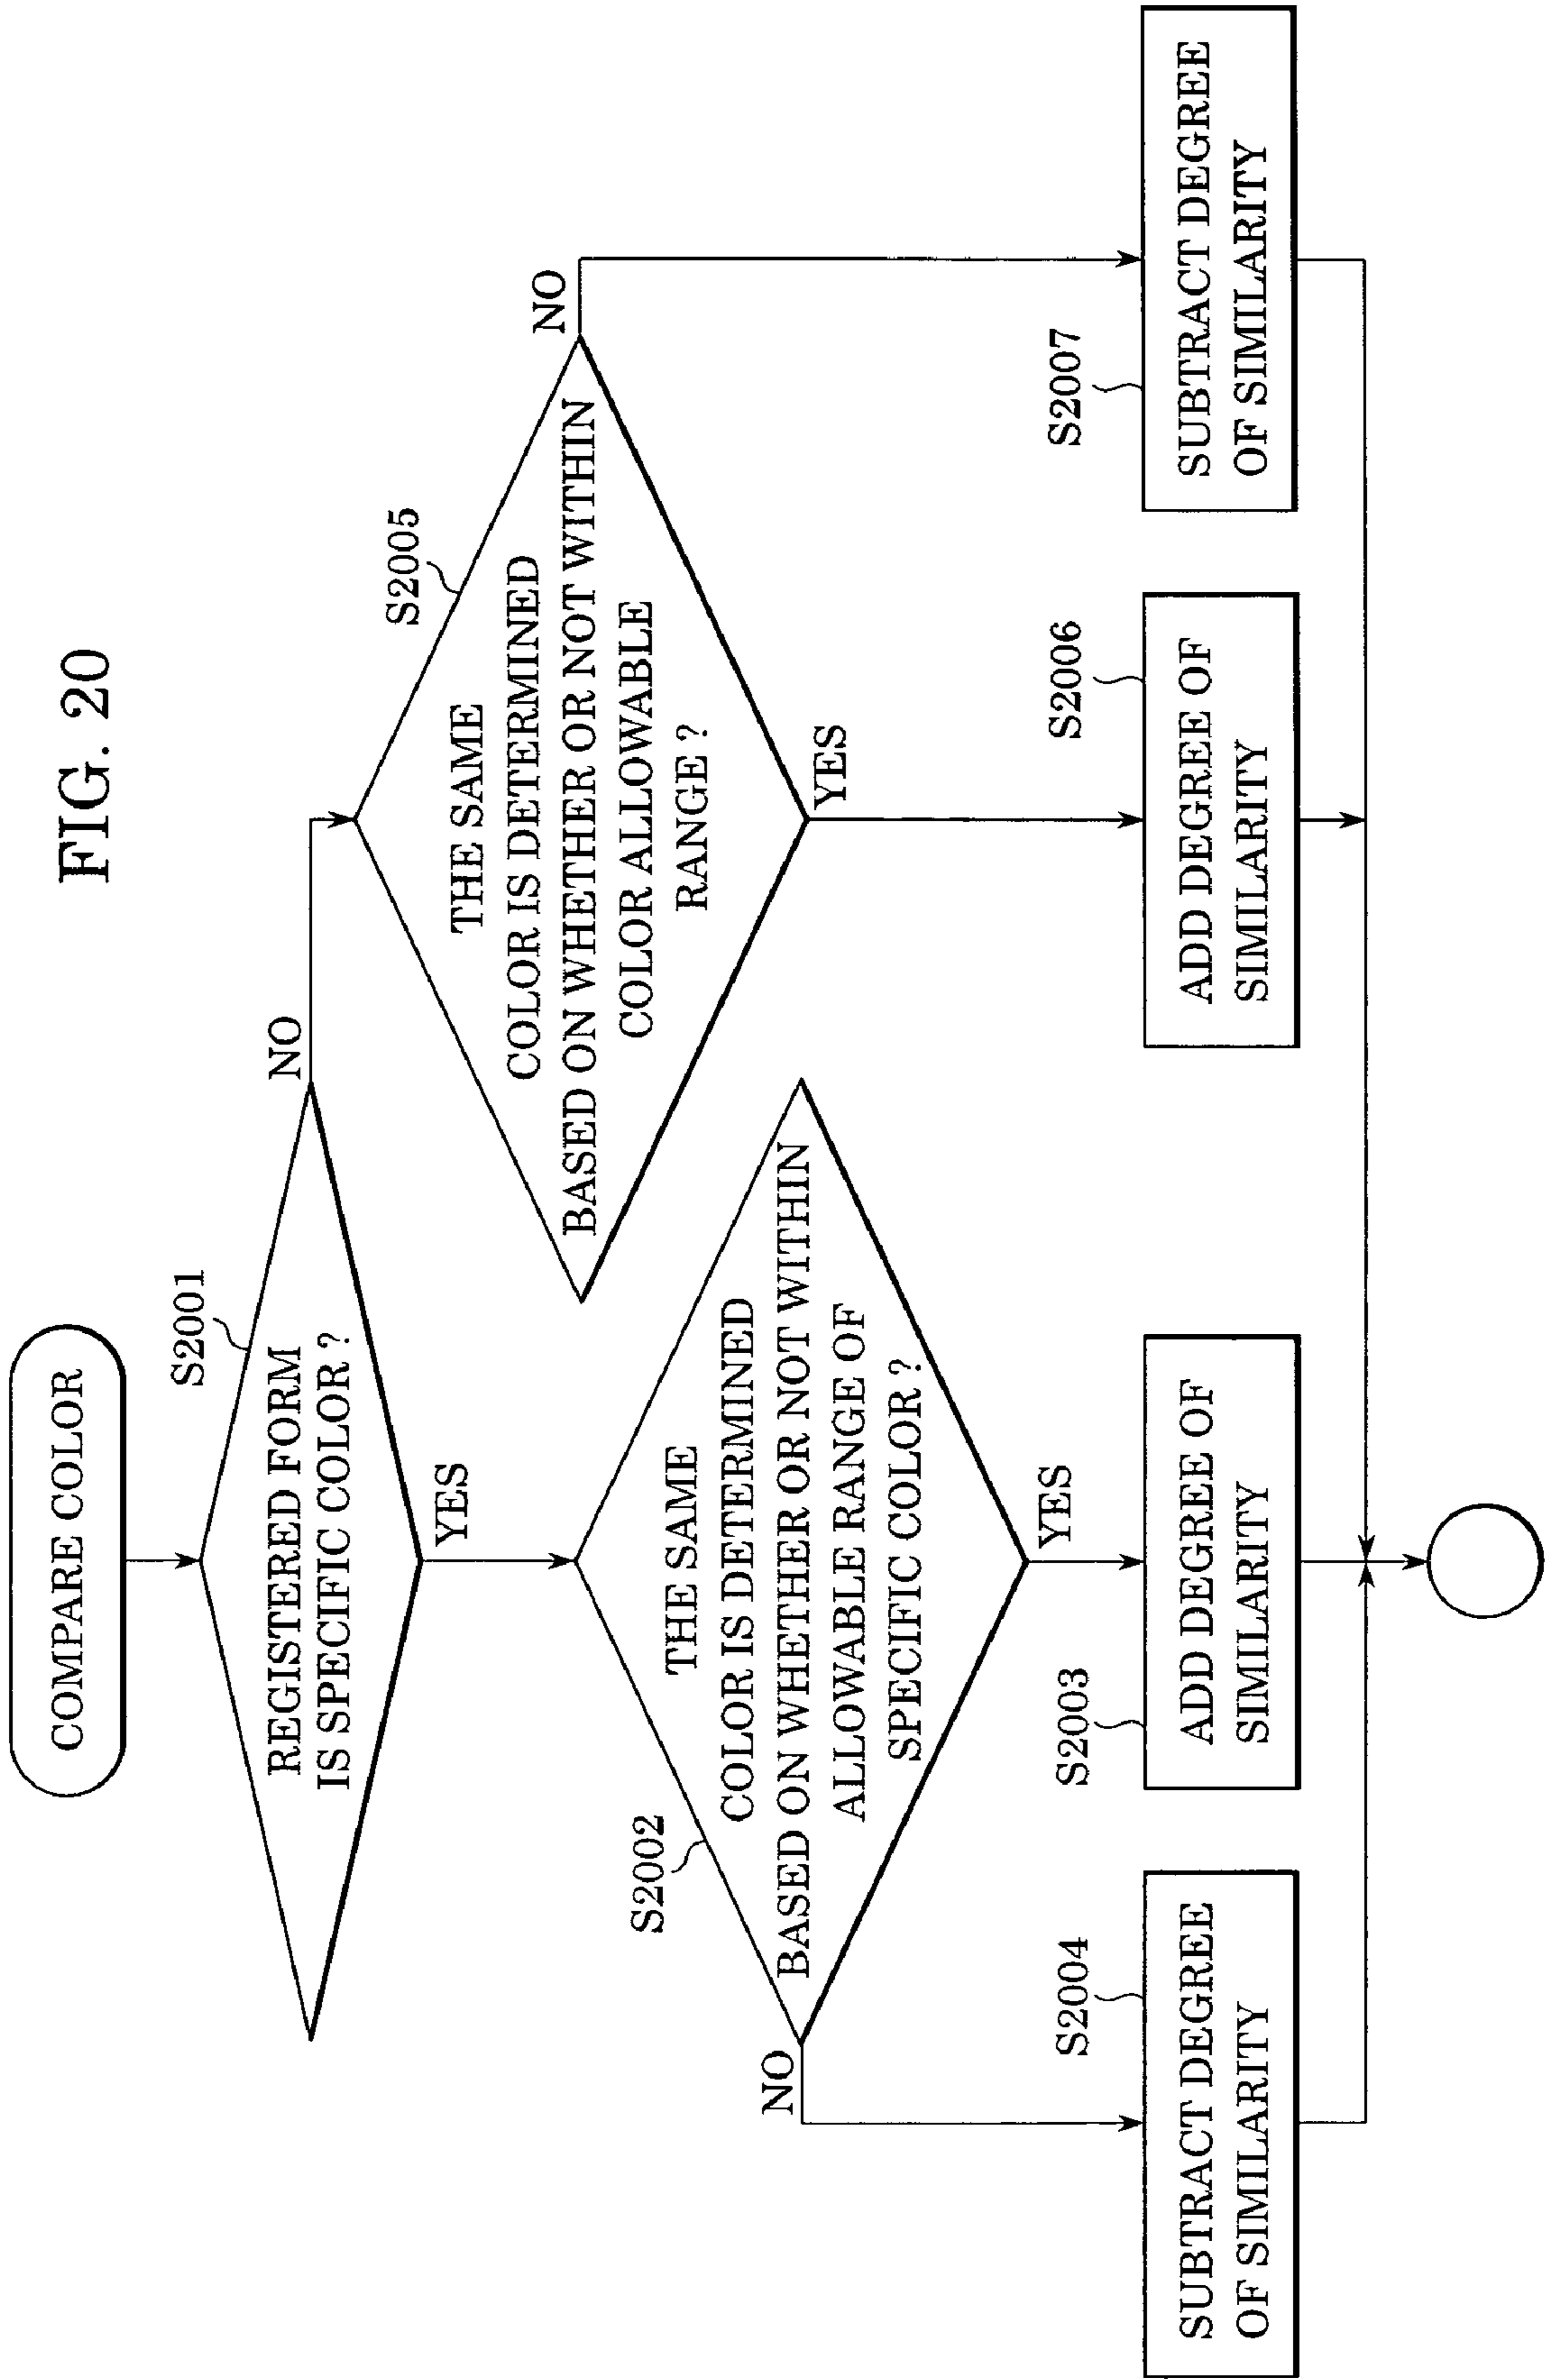 FIG. 20
COMPARE COLOR
S2001
REGISTERED FORM
IS SPECIFIC COLOR ?
NO
YES
S2002
THE SAME
COLOR IS DETERMINED
BASED ON WHETHER OR NOT WITHIN
ALLOWABLE RANGE OF
SPECIFIC COLOR ?
NO
YES
S2005
THE SAME
COLOR IS DETERMINED
BASED ON WHETHER OR NOT WITHIN
COLOR ALLOWABLE
RANGE ?
NO
YES
S2004
SUBTRACT DEGREE
OF SIMILARITY
S2003
ADD DEGREE OF
SIMILARITY
S2006
ADD DEGREE OF
SIMILARITY
S2007
SUBTRACT DEGREE
OF SIMILARITY